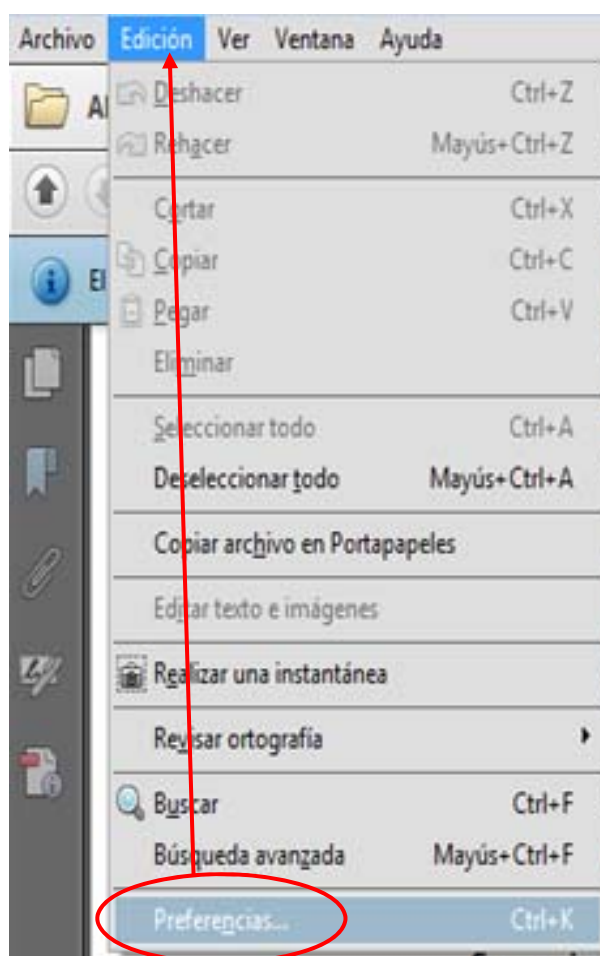 Archivo Edición Ver Ventana Ayuda
Deshacer Ctrl+Z
Rehacer Mayús+Ctrl+Z
Cortar Ctrl+X
Copiar Ctrl+C
Pegar Ctrl+V
Eliminar
Seleccionar todo Ctrl+A
Deseleccionar todo Mayús+Ctrl+A
Copiar archivo en Portapapeles
Editar texto e imágenes
Realizar una instantánea
Revisar ortografía
Buscar Ctrl+F
Búsqueda avanzada Mayús+Ctrl+F
Preferencias... Ctrl+K